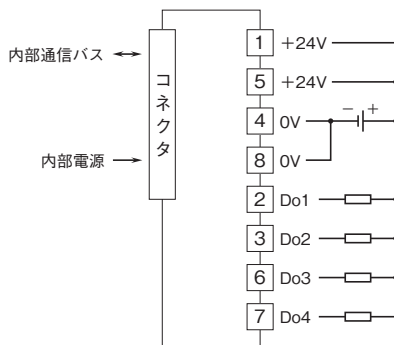 内部通信バス
内部電源
コネクタ
1 +24V
5 +24V
4 0V
− +
8 0V
2 Do1
3 Do2
6 Do3
7 Do4